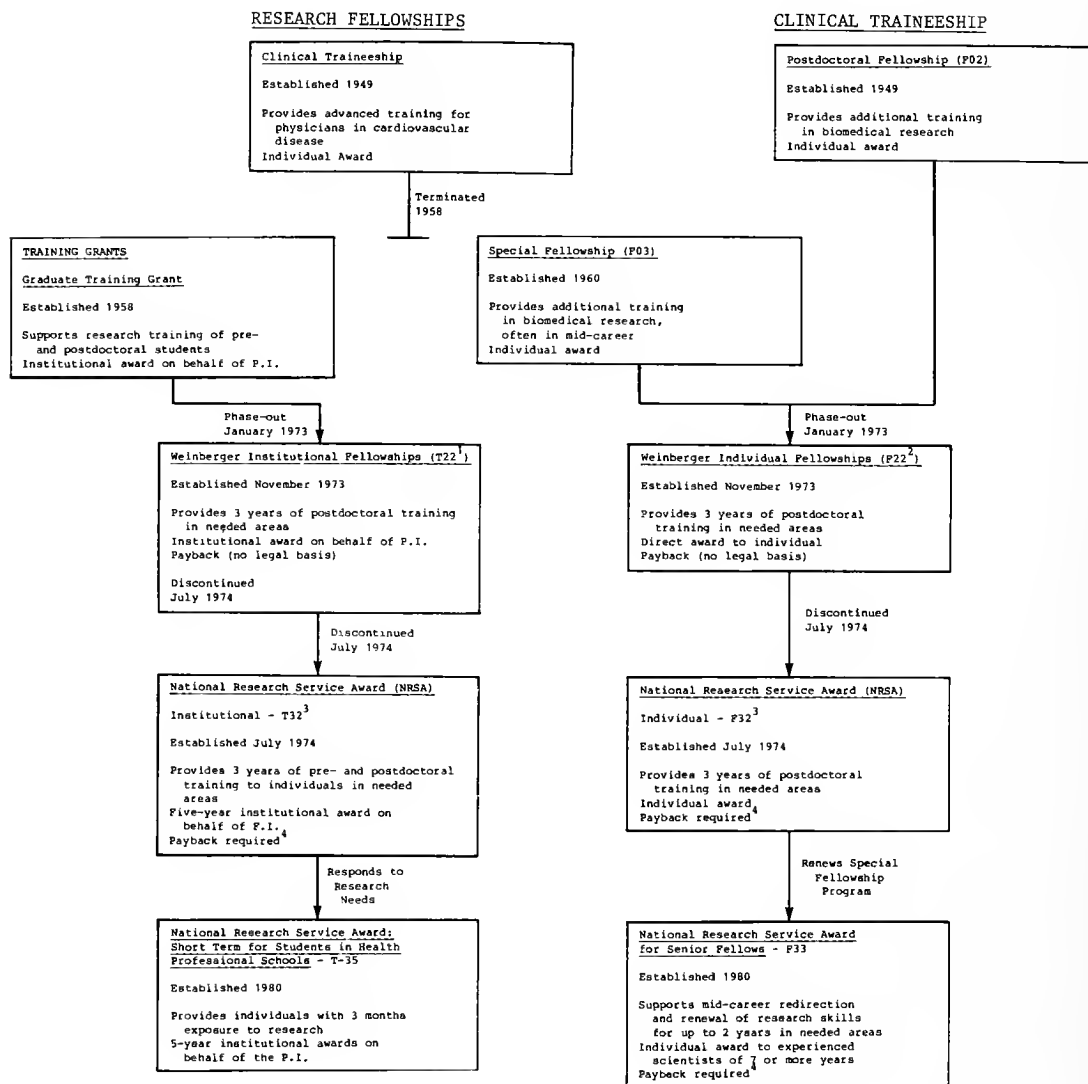 RESEARCH FELLOWSHIPS
CLINICAL TRAINEESHIP
Clinical Traineeship
Established 1949
Provides advanced training for
physicians in cardiovascular
disease
Individual Award
Postdoctoral Fellowship (F02)
Established 1949
Provides additional training
in biomedical research
Individual award
Terminated
1958
TRAINING GRANTS
Graduate Training Grant
Established 1958
Supports research training of pre-
and postdoctoral students
Institutional award on behalf of P.I.
Special Fellowship (F03)
Established 1960
Provides additional training
in biomedical research,
often in mid-career
Individual award
Phase-out
January 1973
Phase-out
January 1973
Weinberger Institutional Fellowships (T22¹)
Established November 1973
Provides 3 years of postdoctoral training
in needed areas
Institutional award on behalf of P.I.
Payback (no legal basis)
Discontinued
July 1974
Weinberger Individual Fellowships (F22²)
Established November 1973
Provides 3 years of postdoctoral
training in needed areas
Direct award to individual
Payback (no legal basis)
Discontinued
July 1974
Discontinued
July 1974
National Research Service Award (NRSA)
Institutional - T32³
Established July 1974
Provides 3 years of pre- and postdoctoral
training to individuals in needed
areas
Five-year institutional award on
behalf of P.I.
Payback required⁴
National Research Service Award (NRSA)
Individual - F32³
Established July 1974
Provides 3 years of postdoctoral
training in needed areas
Individual award
Payback required⁴
Responds to
Research
Needs
Renews Special
Fellowship
Program
National Research Service Award:
Short Term for Students in Health
Professional Schools - T-35
Established 1980
Provides individuals with 3 months
exposure to research
5-year institutional awards on
behalf of the P.I.
National Research Service Award
for Senior Fellows - F33
Established 1980
Supports mid-career redirection
and renewal of research skills
for up to 2 years in needed areas
Individual award to experienced
scientists of 7 or more years
Payback required⁴